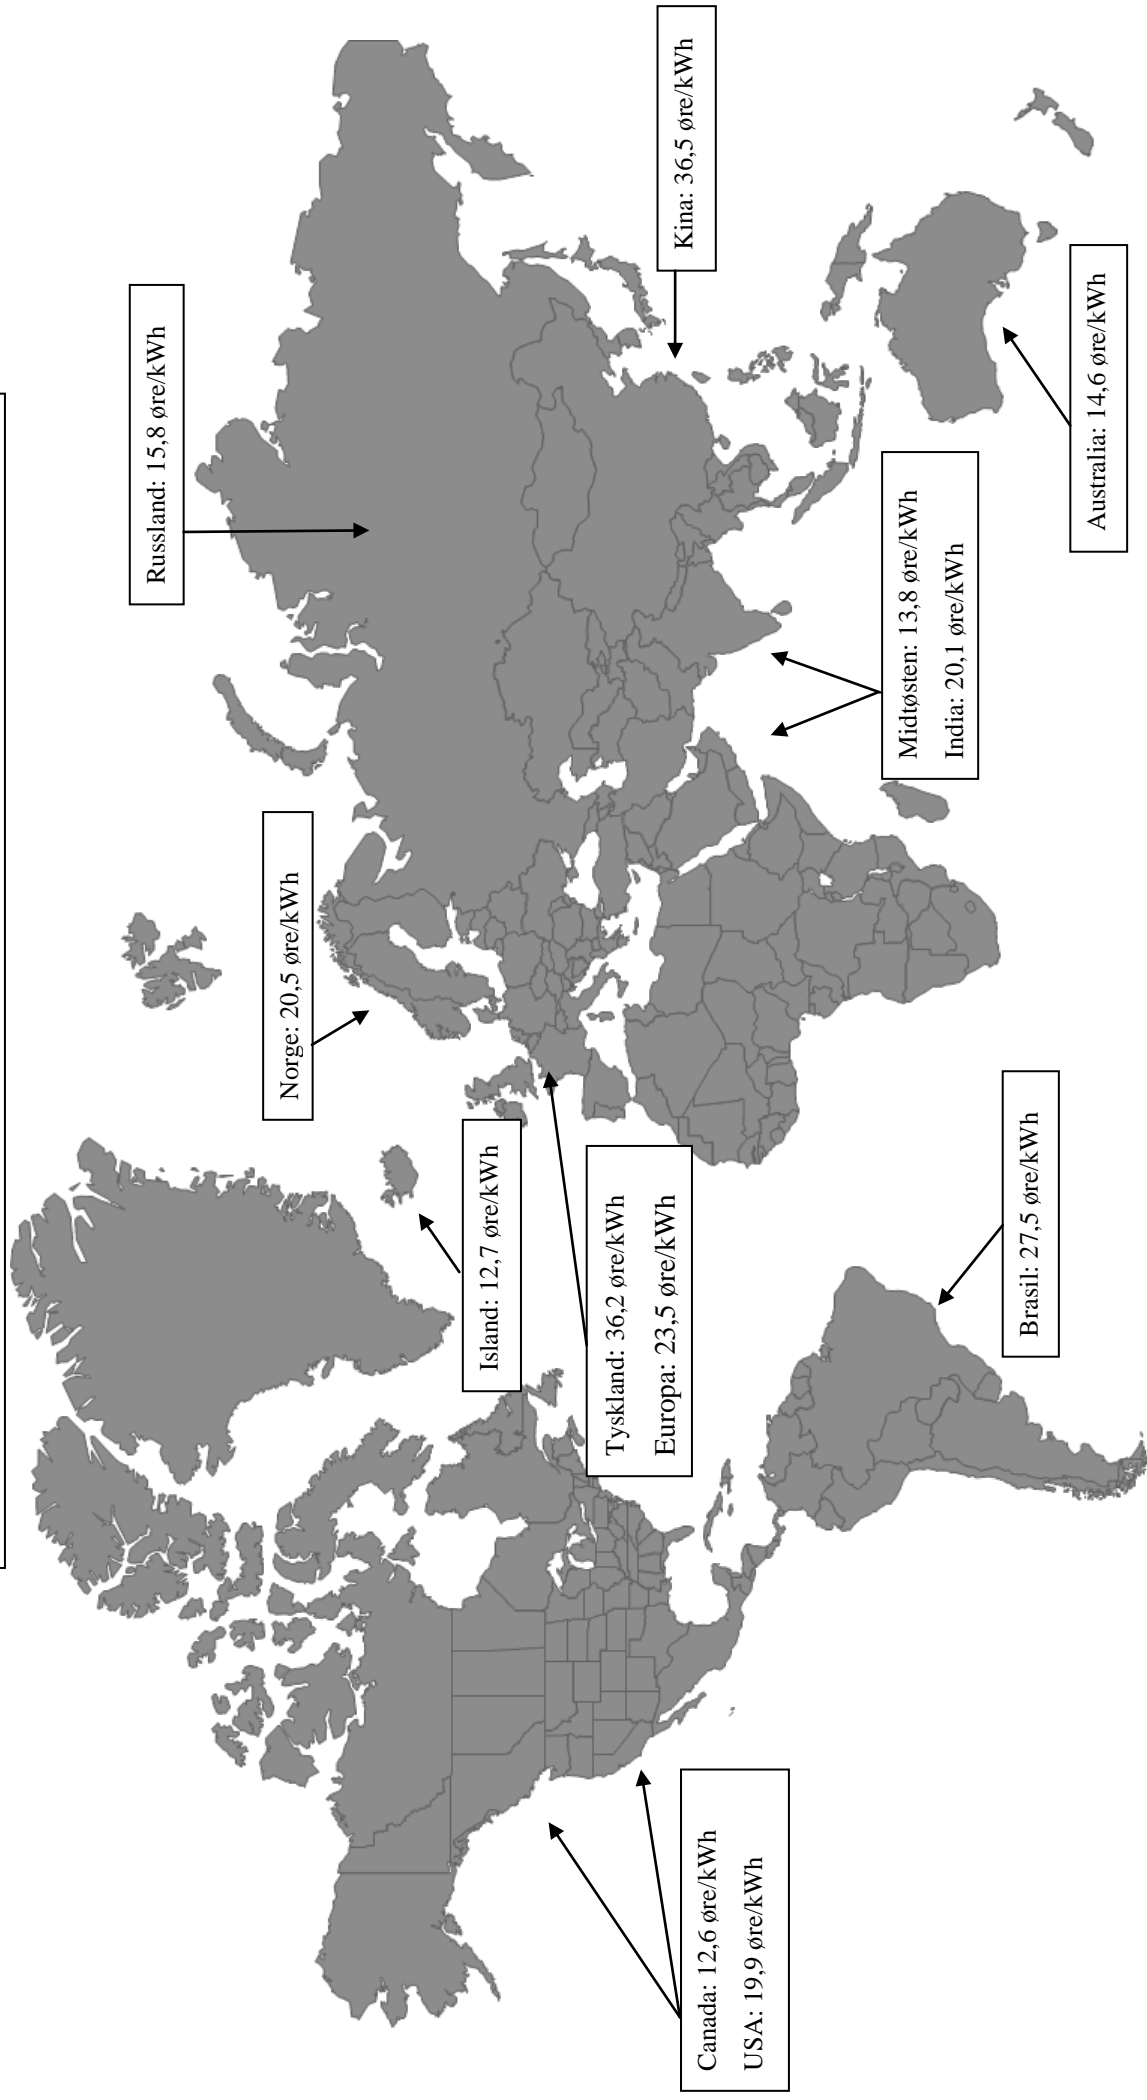 Russland: 15,8 øre/kWh
Norge: 20,5 øre/kWh
Island: 12,7 øre/kWh
Tyskland: 36,2 øre/kWh
Europa: 23,5 øre/kWh
Kina: 36,5 øre/kWh
Canada: 12,6 øre/kWh
USA: 19,9 øre/kWh
Midtøsten: 13,8 øre/kWh
India: 20,1 øre/kWh
Brasil: 27,5 øre/kWh
Australia: 14,6 øre/kWh